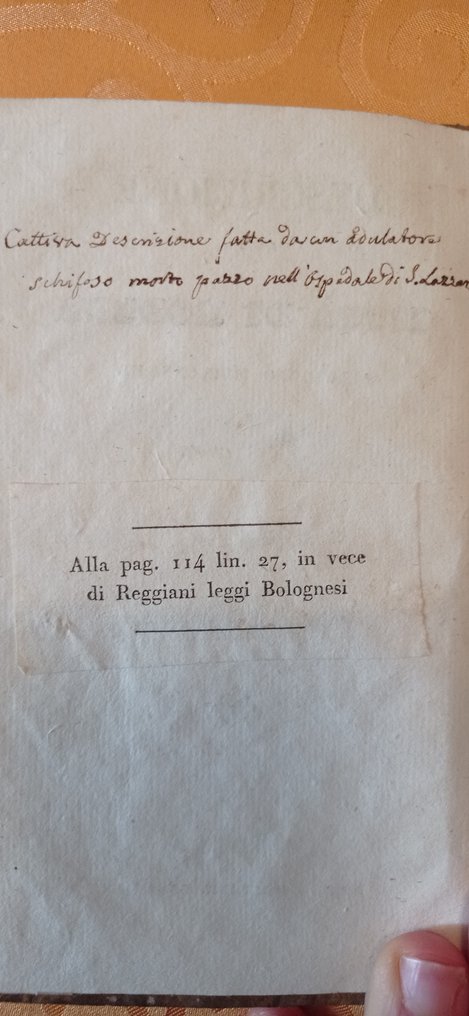 Cattiva Descrizione fatta da un Adulatore
schifoso morto pazzo nell'Ospedale di S. Lazzaro
Alla pag. 114 lin. 27, in vece
di Reggiani leggi Bolognesi